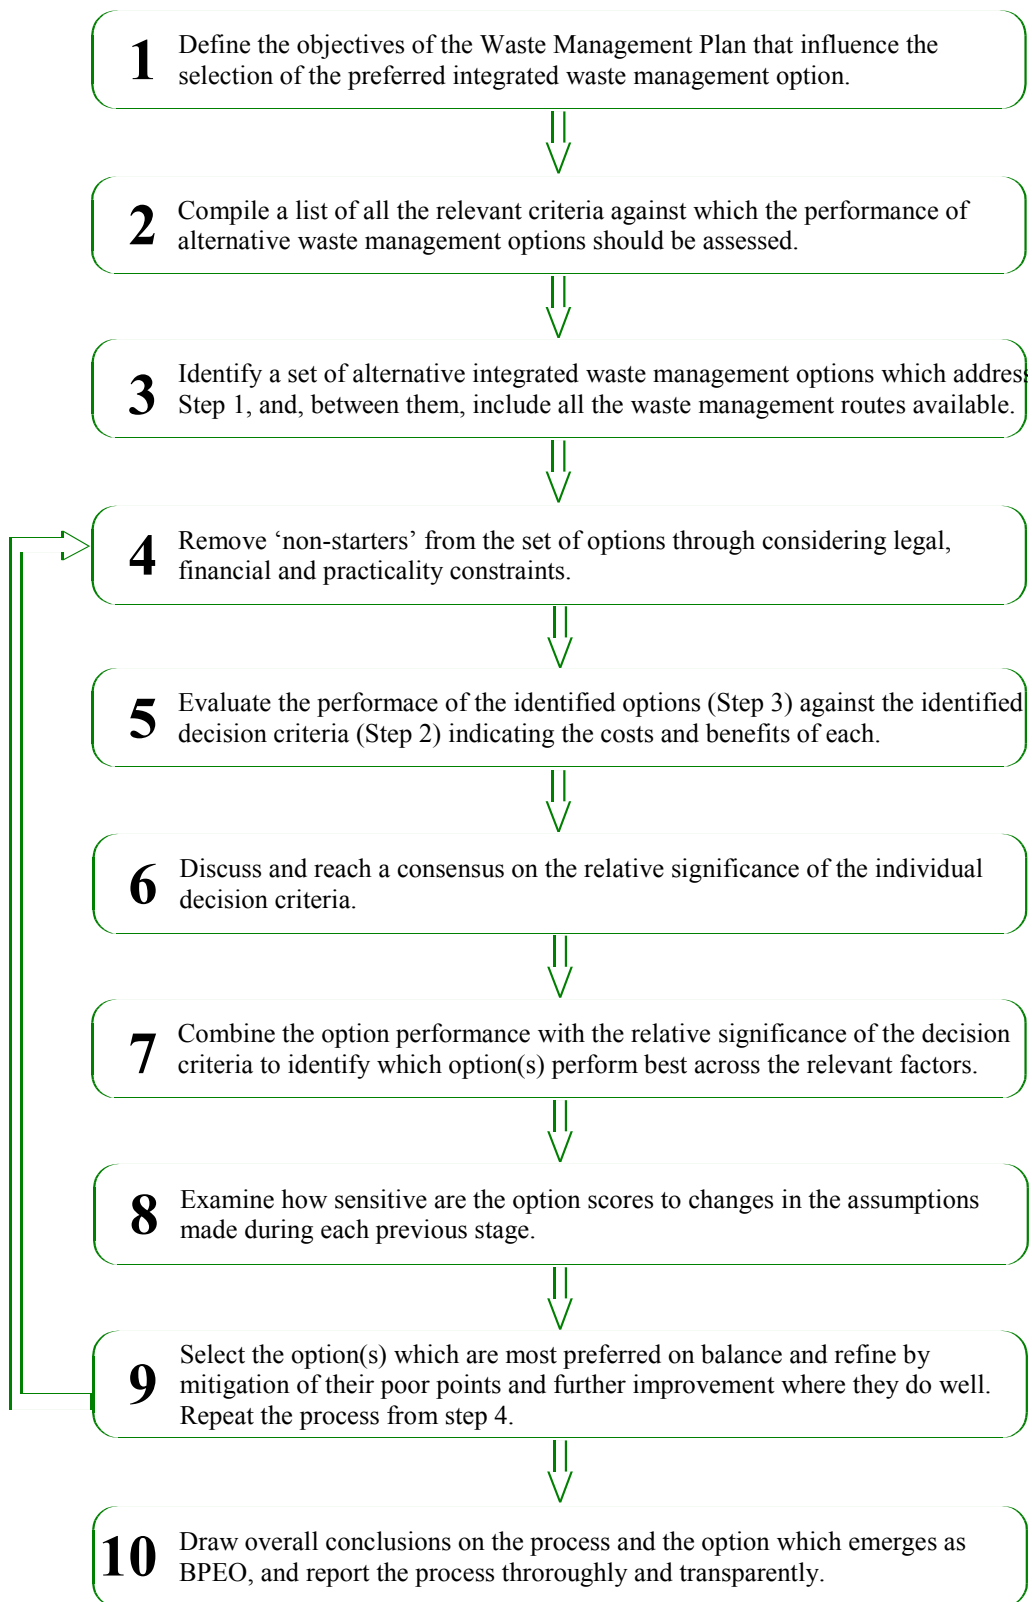 1 Define the objectives of the Waste Management Plan that influence the
selection of the preferred integrated waste management option.
2 Compile a list of all the relevant criteria against which the performance of
alternative waste management options should be assessed.
3 Identify a set of alternative integrated waste management options which address
Step 1, and, between them, include all the waste management routes available.
4 Remove ‘non-starters’ from the set of options through considering legal,
financial and practicality constraints.
5 Evaluate the performace of the identified options (Step 3) against the identified
decision criteria (Step 2) indicating the costs and benefits of each.
6 Discuss and reach a consensus on the relative significance of the individual
decision criteria.
7 Combine the option performance with the relative significance of the decision
criteria to identify which option(s) perform best across the relevant factors.
8 Examine how sensitive are the option scores to changes in the assumptions
made during each previous stage.
9 Select the option(s) which are most preferred on balance and refine by
mitigation of their poor points and further improvement where they do well.
Repeat the process from step 4.
10 Draw overall conclusions on the process and the option which emerges as
BPEO, and report the process throroughly and transparently.